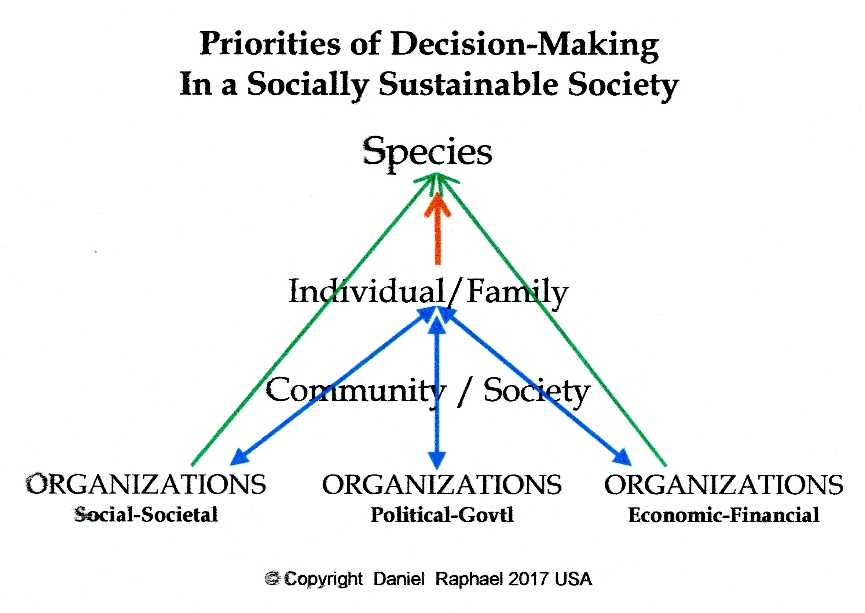 Priorities of Decision-Making
In a Socially Sustainable Society
Species
Individual/Family
Community / Society
ORGANIZATIONS ORGANIZATIONS ORGANIZATIONS
Social-Societal Political-Govtl Economic-Financial
© Copyright Daniel Raphael 2017 USA